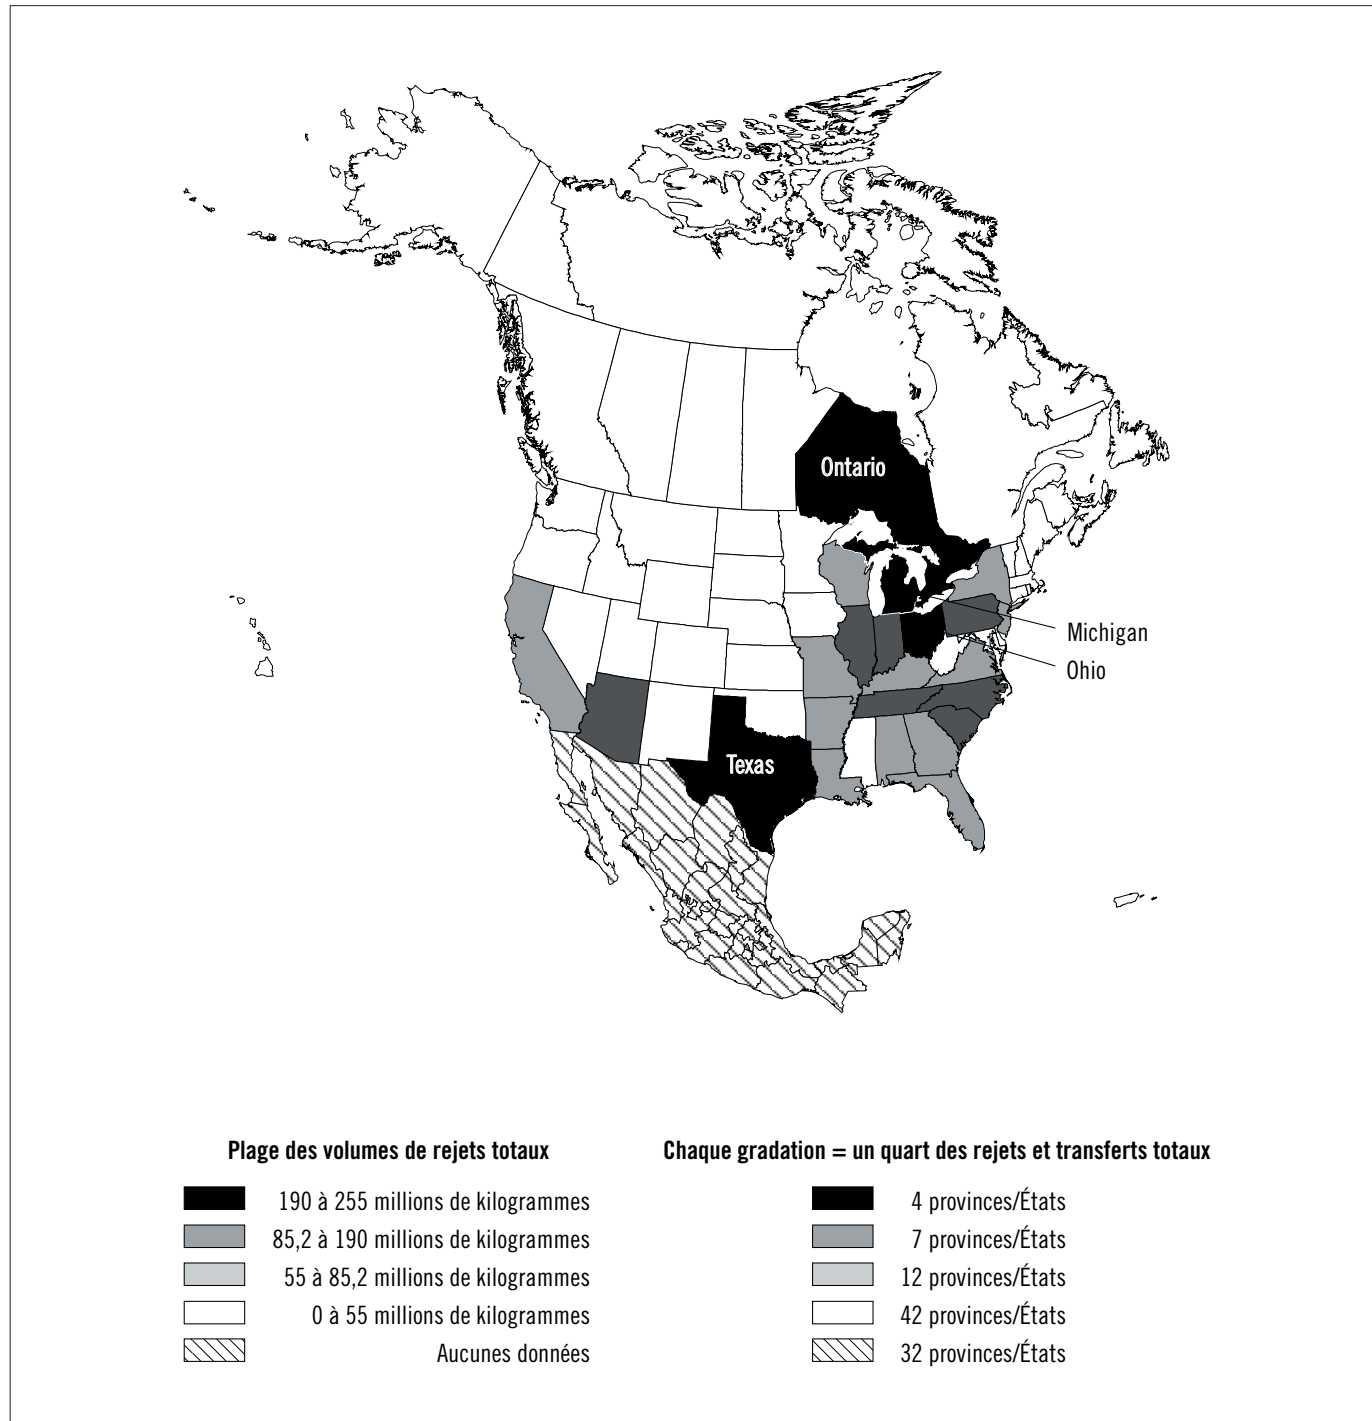 Ontario
Michigan
Ohio
Texas
Plage des volumes de rejets totaux
190 à 255 millions de kilogrammes
85,2 à 190 millions de kilogrammes
55 à 85,2 millions de kilogrammes
0 à 55 millions de kilogrammes
Aucunes données
Chaque gradation = un quart des rejets et transferts totaux
4 provinces/États
7 provinces/États
12 provinces/États
42 provinces/États
32 provinces/États